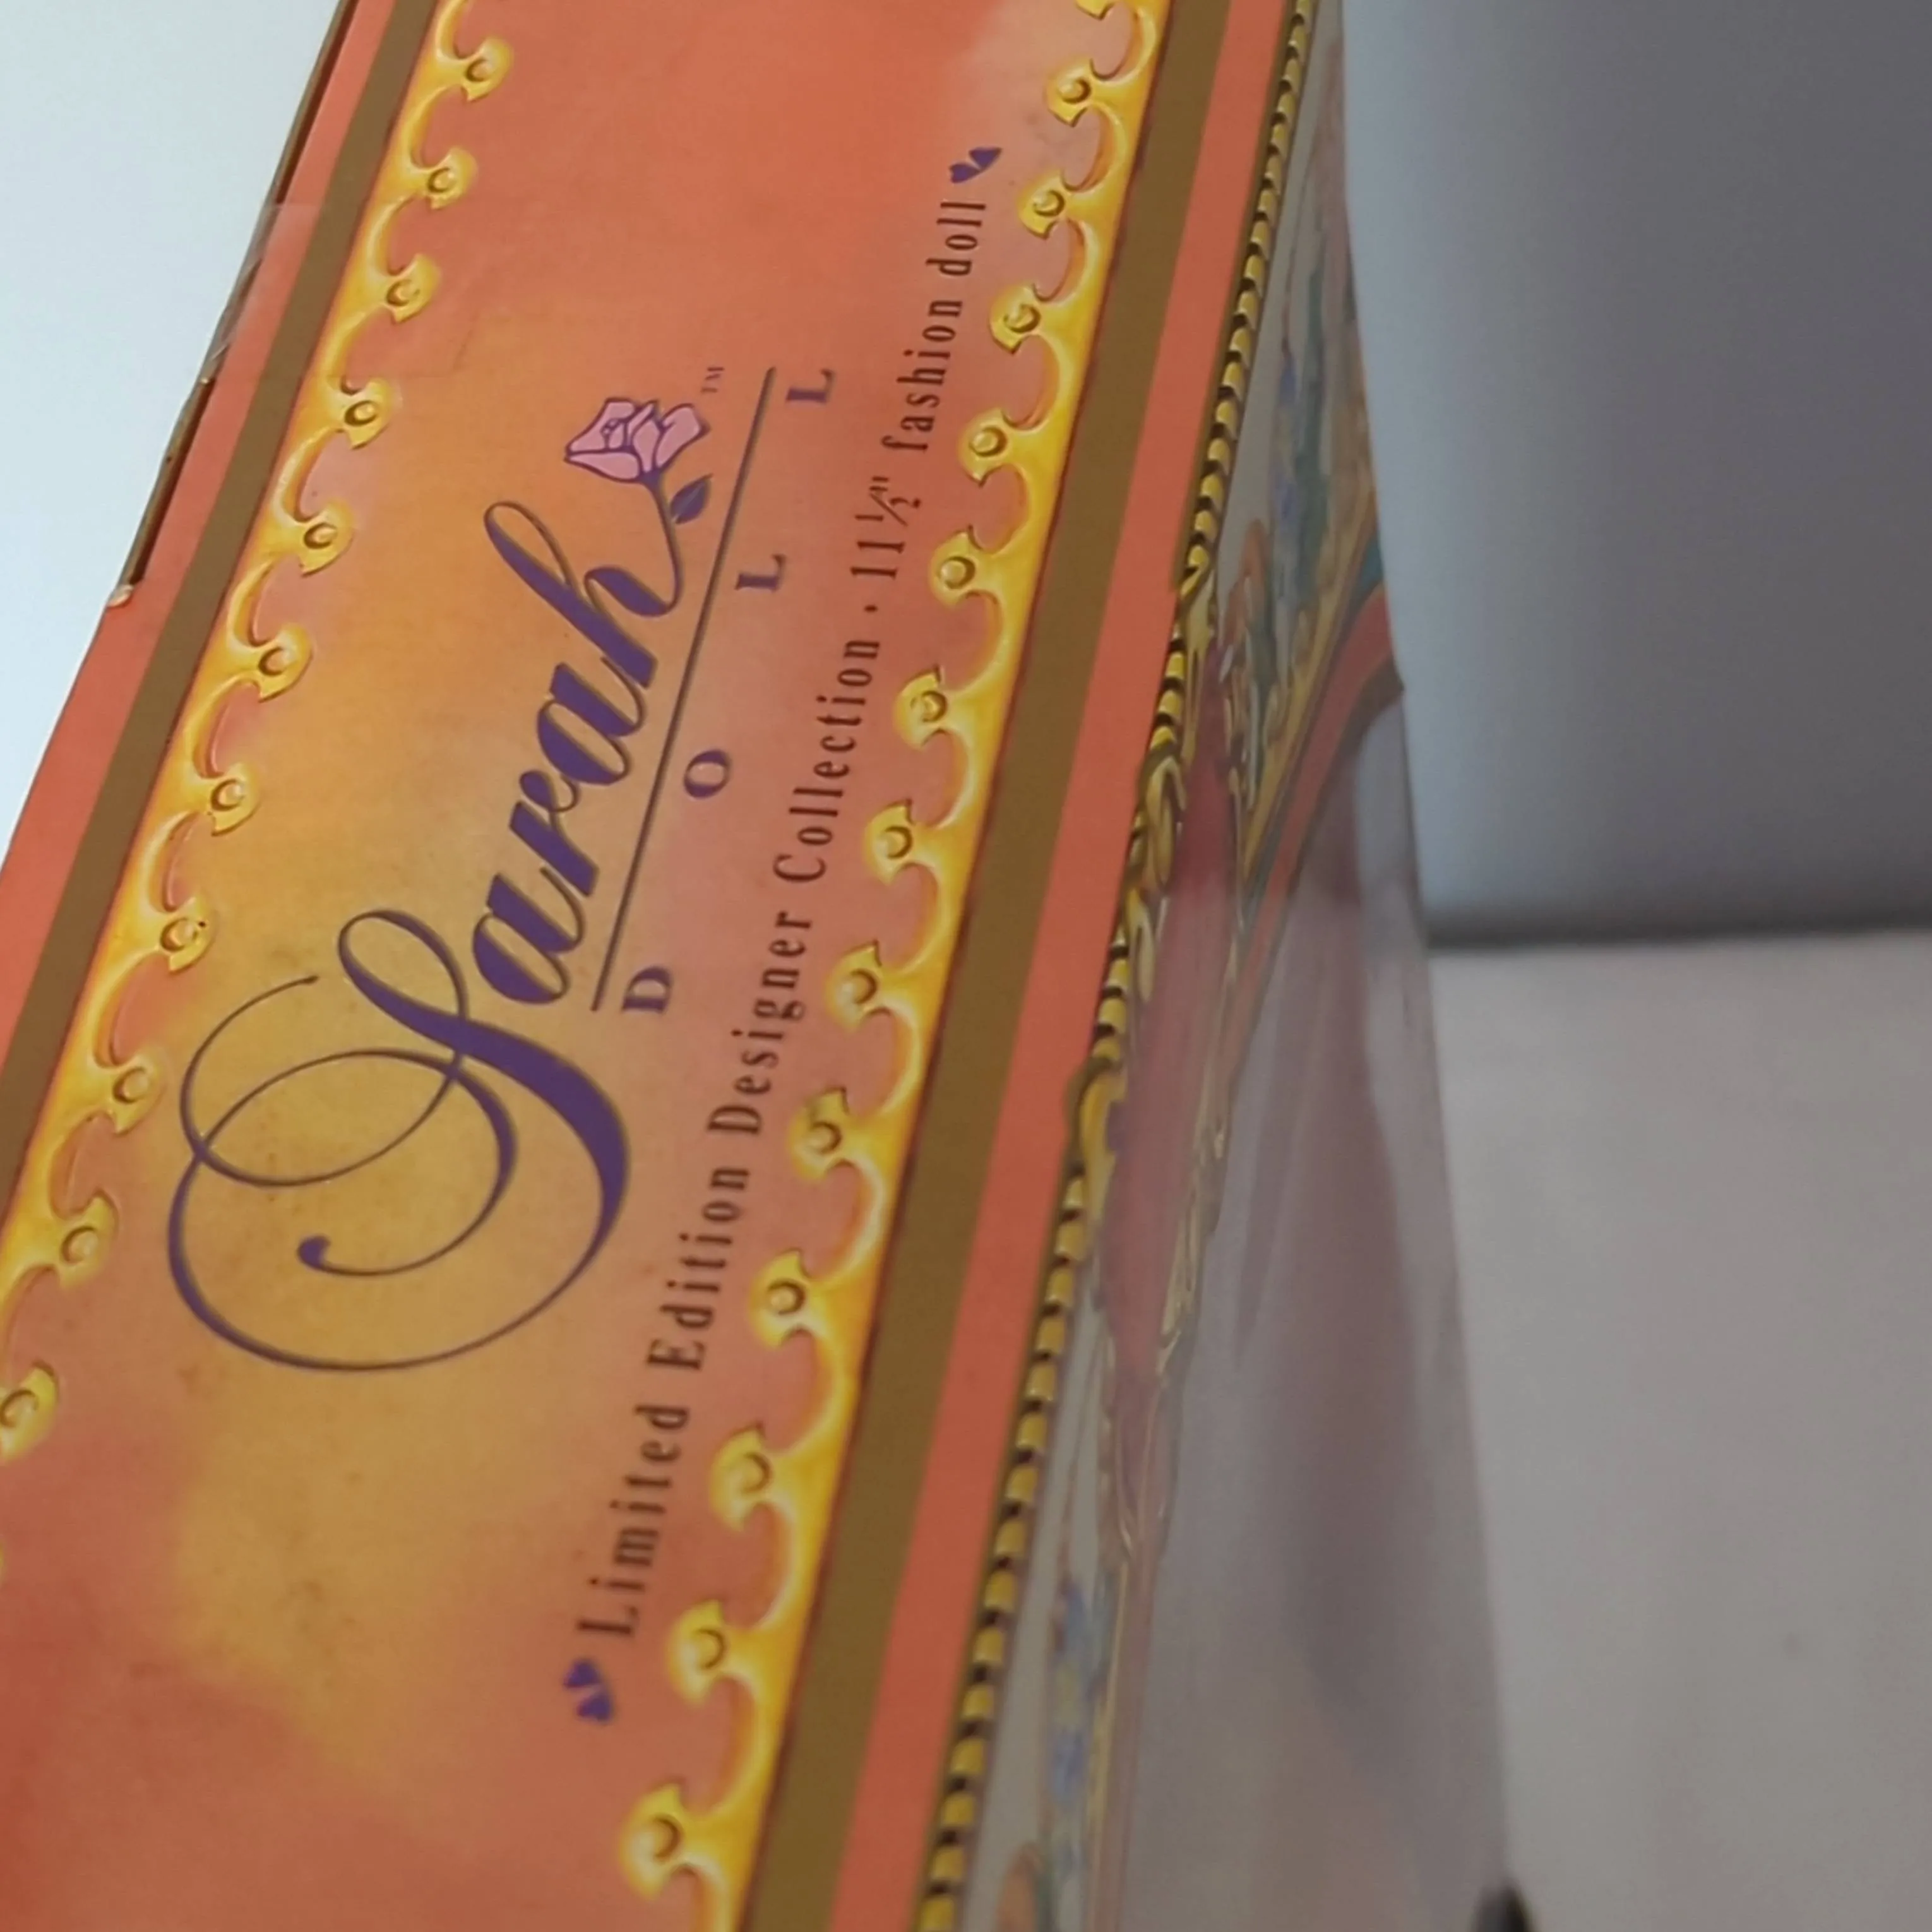 Sarah™
DOLL
Limited Edition Designer Collection · 11½" fashion doll